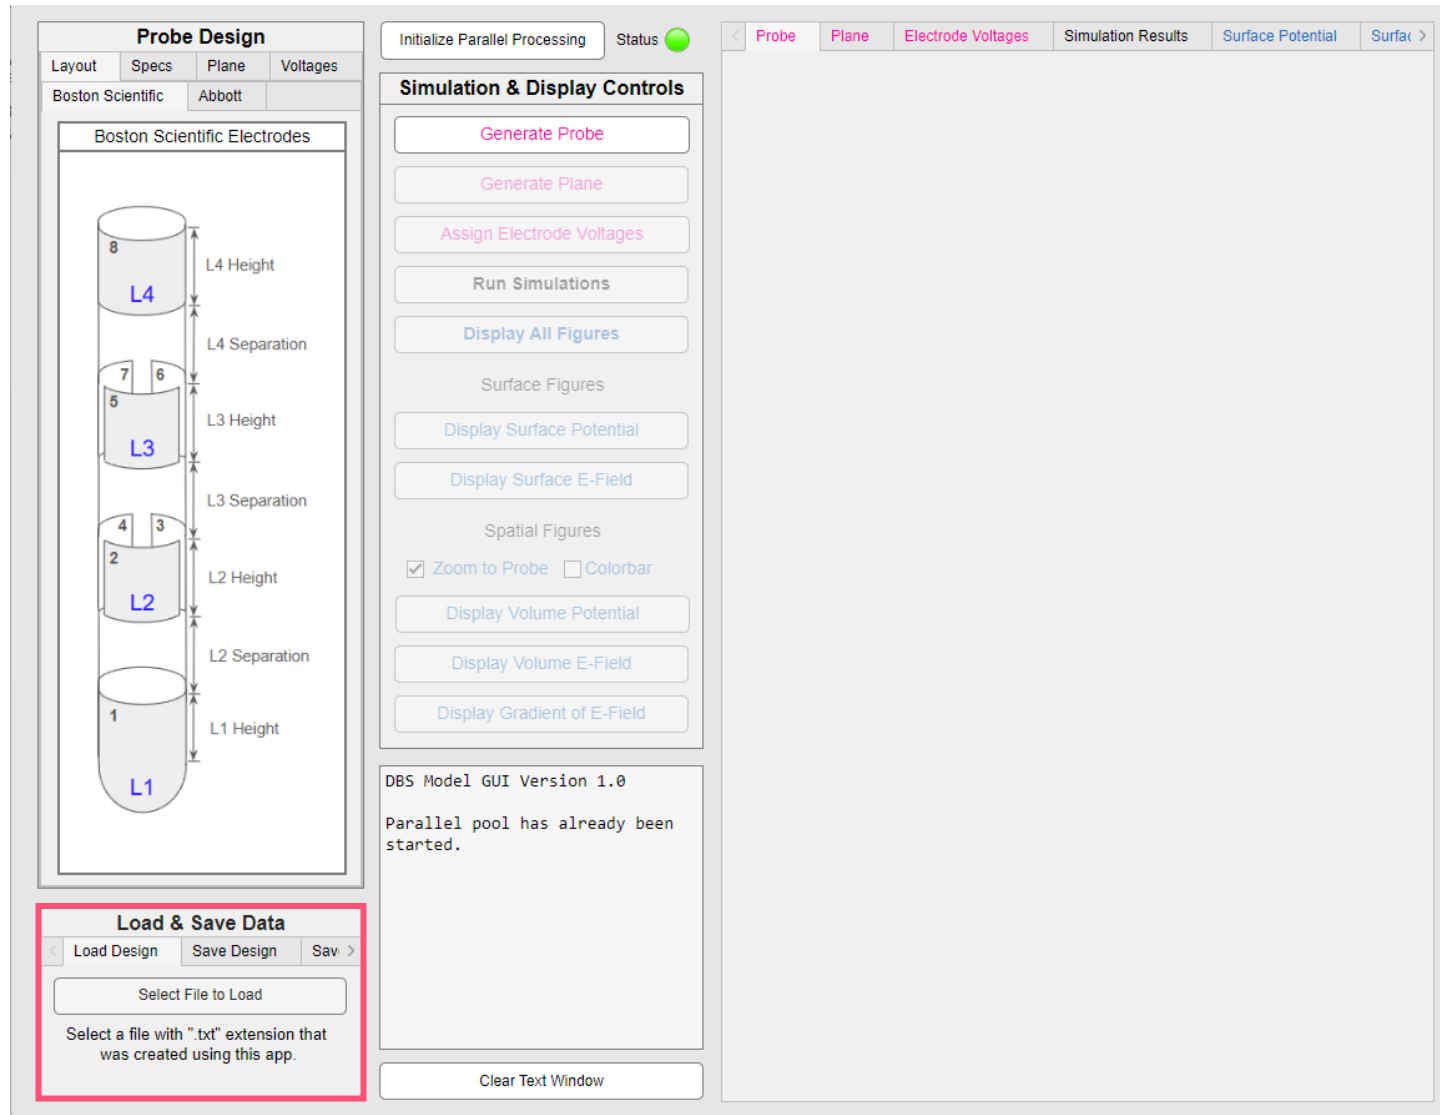 Probe Design
Layout Specs Plane Voltages
Boston Scientific Abbott
Boston Scientific Electrodes
8
L4
L4 Height
L4 Separation
7 6
5
L3
L3 Height
L3 Separation
4 3
2
L2
L2 Height
L2 Separation
1
L1
L1 Height
Load & Save Data
Load Design Save Design
Select File to Load
Select a file with ".txt" extension that
was created using this app.
Initialize Parallel Processing Status
Simulation & Display Controls
Generate Probe
Generate Plane
Assign Electrode Voltages
Run Simulations
Display All Figures
Surface Figures
Display Surface Potential
Display Surface E-Field
Spatial Figures
Zoom to Probe Colorbar
Display Volume Potential
Display Volume E-Field
Display Gradient of E-Field
DBS Model GUI Version 1.0
Parallel pool has already been
started.
Clear Text Window
Probe Plane Electrode Voltages Simulation Results Surface Potential